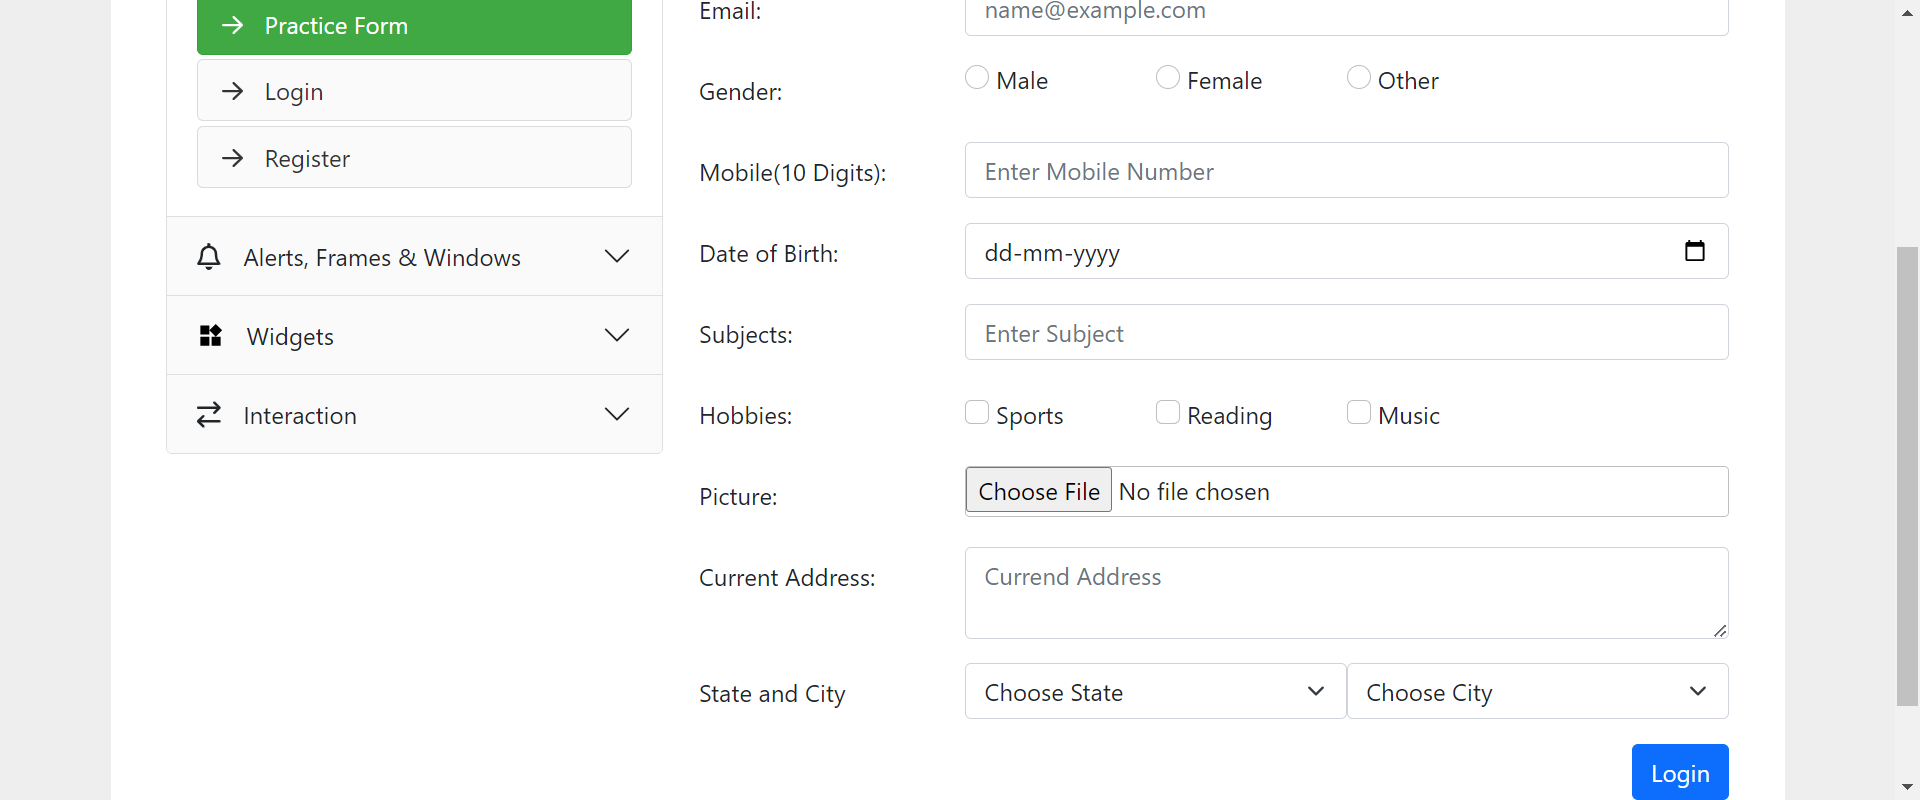 Practice Form
Login
Register
Alerts, Frames & Windows
Widgets
Interaction
Email:
name@example.com
Gender:
Male Female Other
Mobile(10 Digits):
Enter Mobile Number
Date of Birth:
dd-mm-yyyy
Subjects:
Enter Subject
Hobbies:
Sports Reading Music
Picture:
Choose File No file chosen
Current Address:
Currend Address
State and City
Choose State Choose City
Login